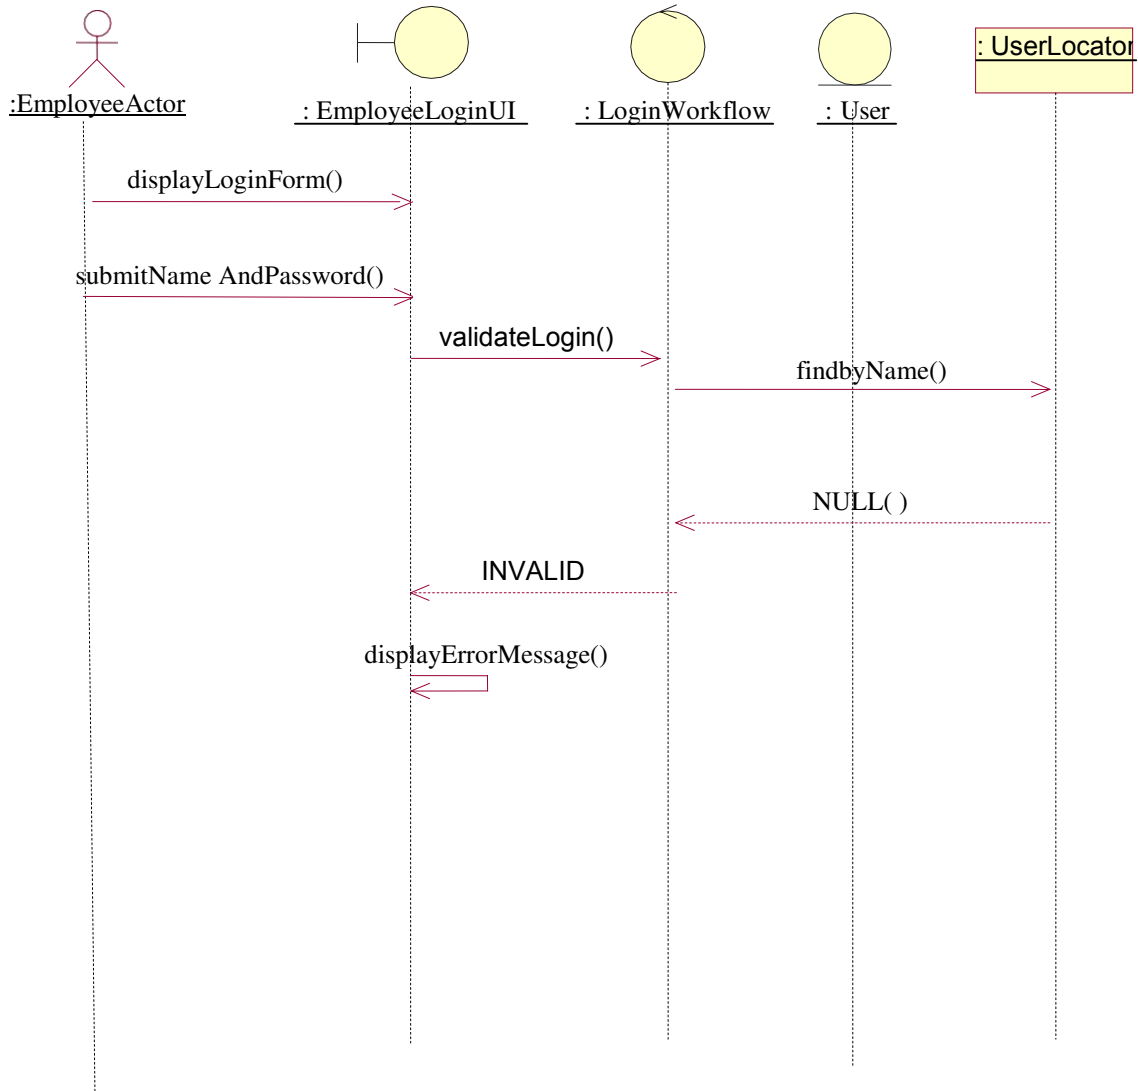 : UserLocator
:EmployeeActor
: EmployeeLoginUI
: LoginWorkflow
: User
displayLoginForm()
submitName AndPassword()
validateLogin()
findbyName()
NULL( )
INVALID
displayErrorMessage()